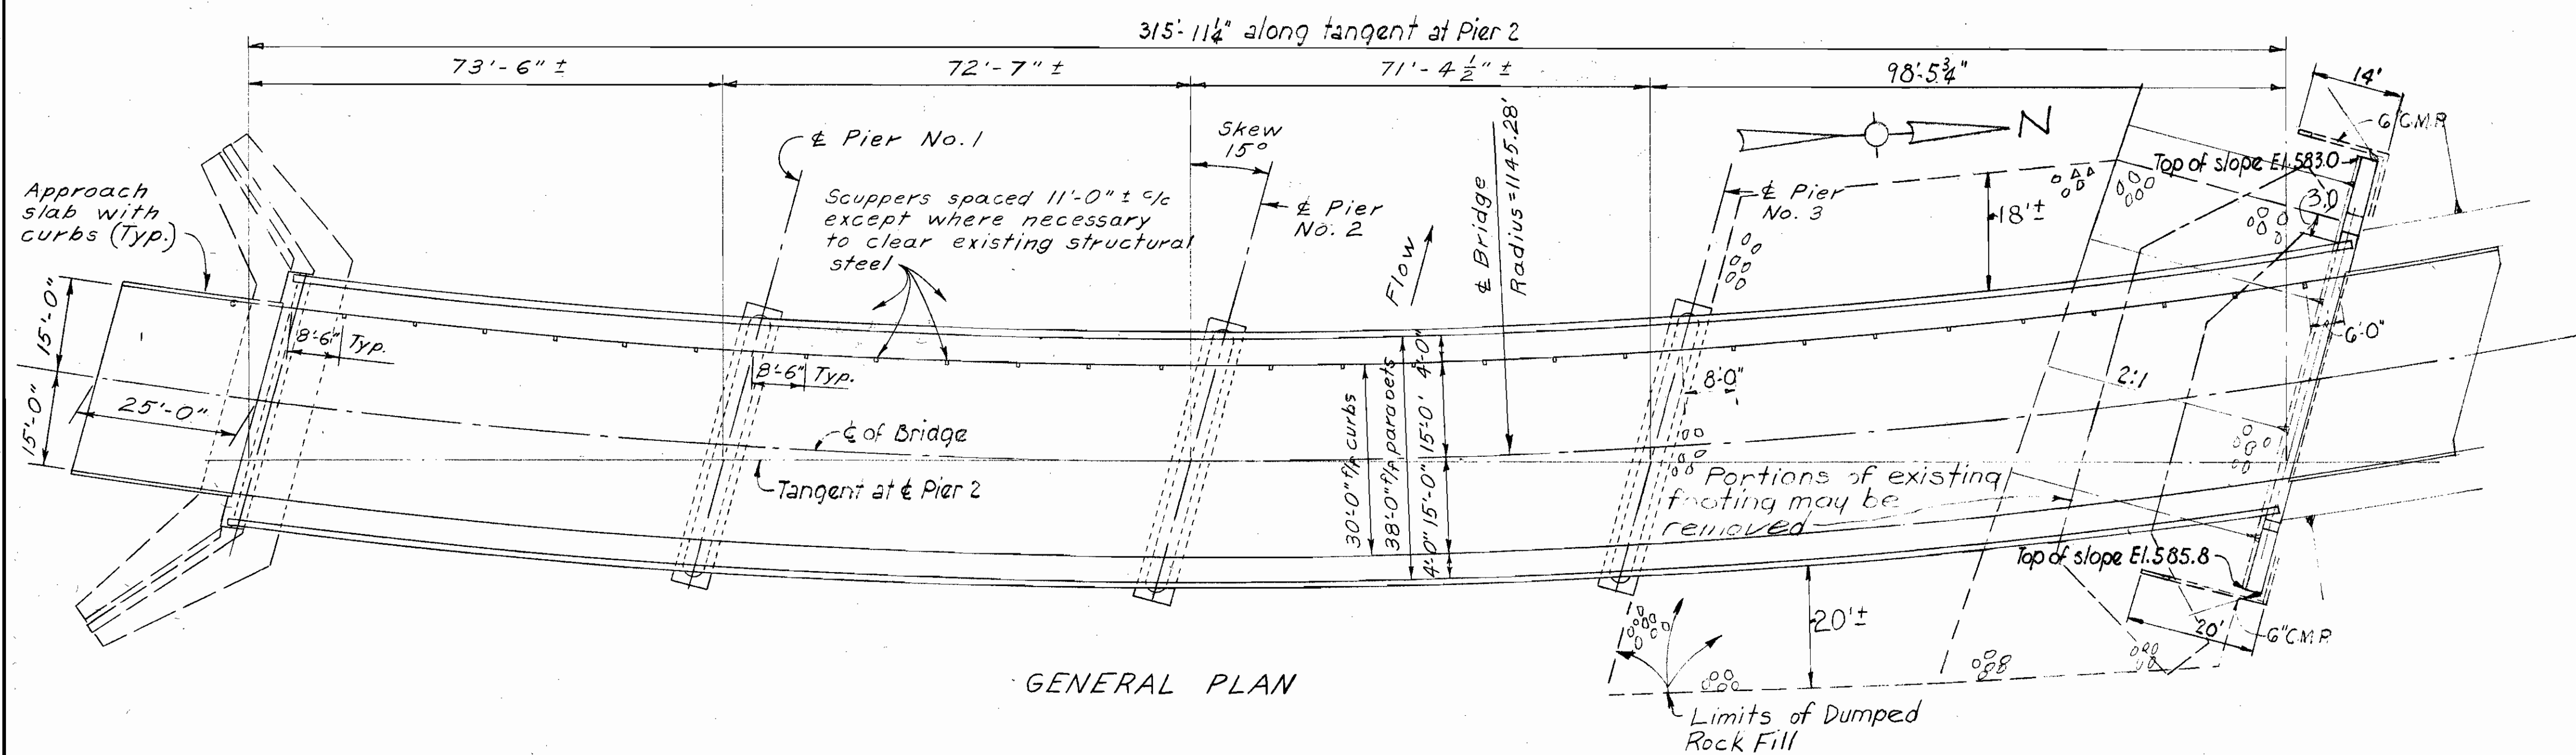 315'-11¼" along tangent at Pier 2
73'-6" ±
72'-7" ±
71'-4 ½" ±
98'-5¾"
14'
6" C.M.P.
℄ Pier No. 1
Skew
15°
N
Top of slope El. 583.0
3.0
Approach
slab with
curbs (Typ.)
Scuppers spaced 11'-0" ± c/c
except where necessary
to clear existing structural
steel
℄ Pier
No. 2
Flow
℄ Bridge
Radius = 1145.28'
℄ Pier
No. 3
18'±
15'-0"
15'-0"
8'-6" Typ.
8'-6" Typ.
25'-0"
6'-0"
8'-0"
2:1
℄ of Bridge
Tangent at ℄ Pier 2
30'-0" f/f curbs
38'-0" f/f parapets
4'-0" 15'-0" 15'-0' 4'-0"
Portions of existing
footing may be
removed
Top of slope El. 585.8
20'±
20'
6" C.M.P.
GENERAL PLAN
Limits of Dumped
Rock Fill